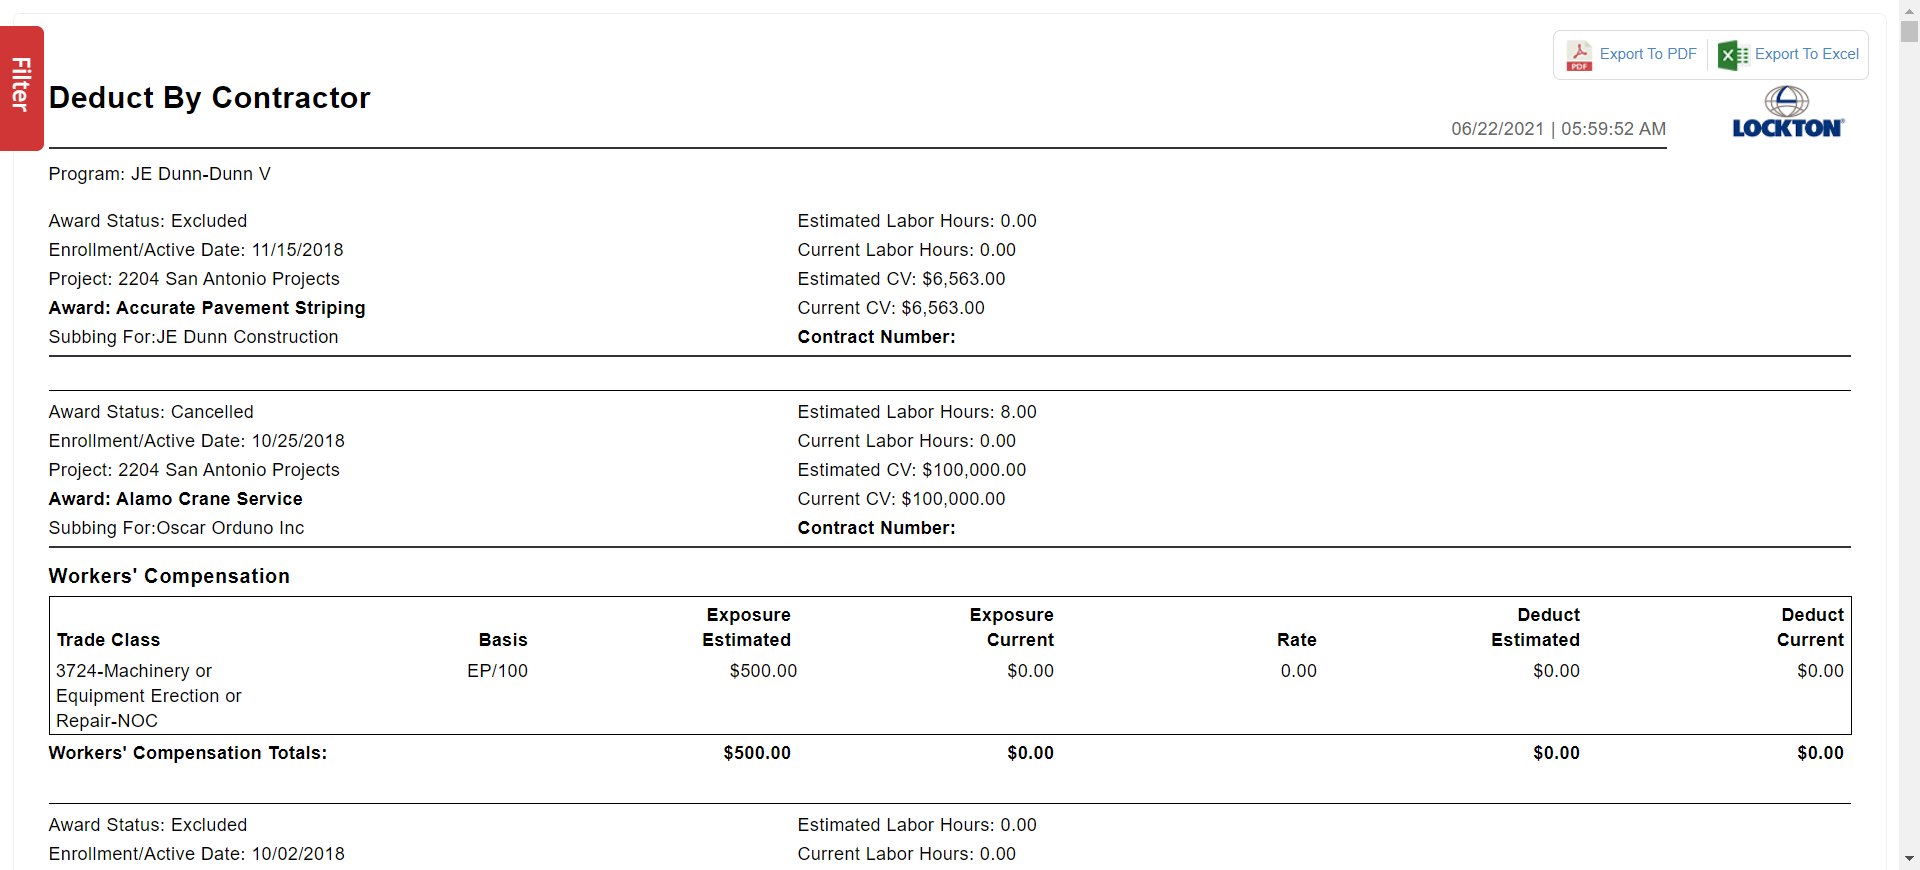 Filter
Export To PDF
Export To Excel
Deduct By Contractor
06/22/2021 | 05:59:52 AM
LOCKTON
Program: JE Dunn-Dunn V
Award Status: Excluded
Estimated Labor Hours: 0.00
Enrollment/Active Date: 11/15/2018
Current Labor Hours: 0.00
Project: 2204 San Antonio Projects
Estimated CV: $6,563.00
Award: Accurate Pavement Striping
Current CV: $6,563.00
Subbing For:JE Dunn Construction
Contract Number:
Award Status: Cancelled
Estimated Labor Hours: 8.00
Enrollment/Active Date: 10/25/2018
Current Labor Hours: 0.00
Project: 2204 San Antonio Projects
Estimated CV: $100,000.00
Award: Alamo Crane Service
Current CV: $100,000.00
Subbing For:Oscar Orduno Inc
Contract Number:
Workers' Compensation
Trade Class Basis Exposure Estimated Exposure Current Rate Deduct Estimated Deduct Current
3724-Machinery or EP/100 $500.00 $0.00 0.00 $0.00 $0.00
Equipment Erection or
Repair-NOC
Workers' Compensation Totals: $500.00 $0.00 $0.00 $0.00
Award Status: Excluded
Estimated Labor Hours: 0.00
Enrollment/Active Date: 10/02/2018
Current Labor Hours: 0.00